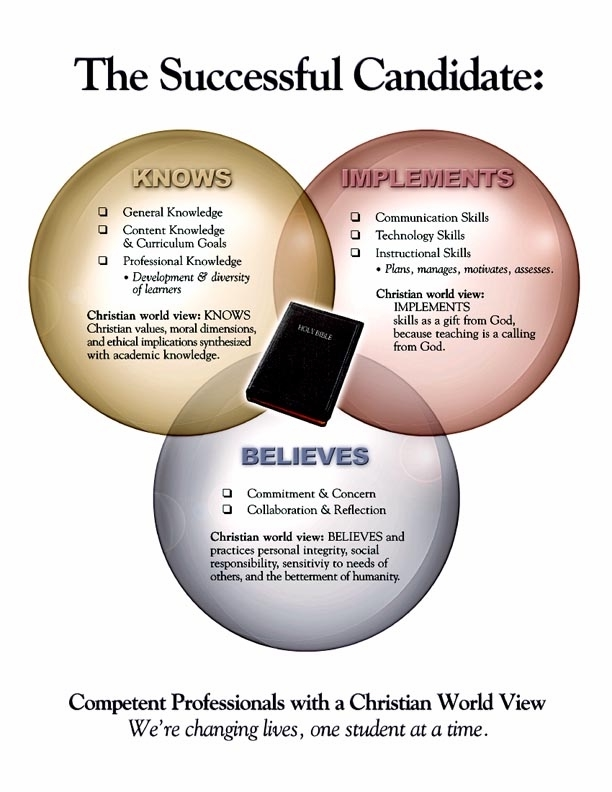 The Successful Candidate:
KNOWS
❑ General Knowledge
❑ Content Knowledge
& Curriculum Goals
❑ Professional Knowledge
• Development & diversity
of learners
Christian world view: KNOWS
Christian values, moral dimensions,
and ethical implications synthesized
with academic knowledge.
IMPLEMENTS
❑ Communication Skills
❑ Technology Skills
❑ Instructional Skills
• Plans, manages, motivates, assesses.
Christian world view:
IMPLEMENTS
skills as a gift from God,
because teaching is a calling
from God.
HOLY BIBLE
BELIEVES
❑ Commitment & Concern
❑ Collaboration & Reflection
Christian world view: BELIEVES and
practices personal integrity, social
responsibility, sensitiviy to needs of
others, and the betterment of humanity.
Competent Professionals with a Christian World View
We're changing lives, one student at a time.